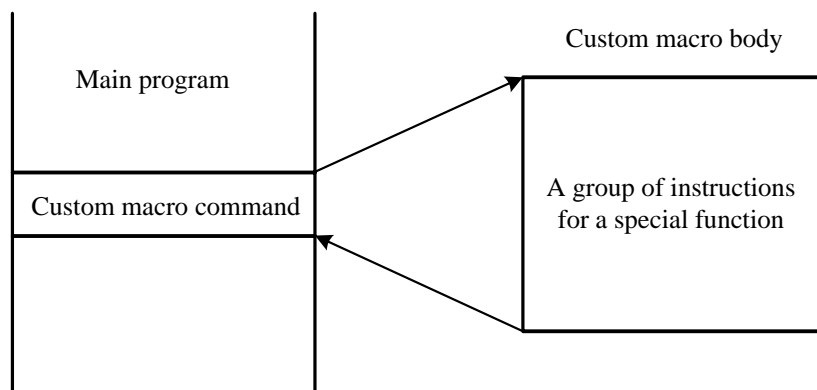 Custom macro body
Main program
A group of instructions
for a special function
Custom macro command